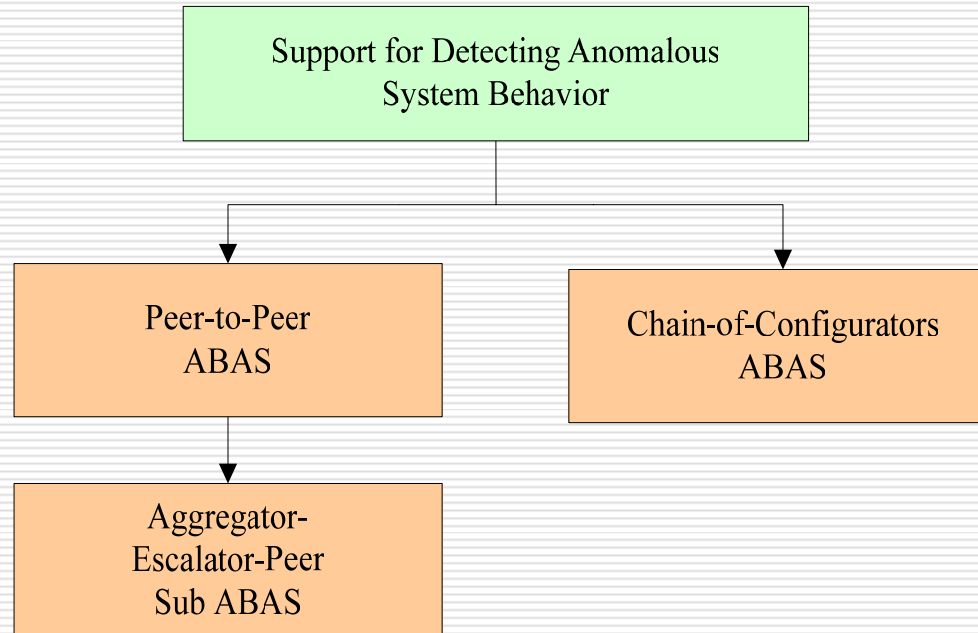 Support for Detecting Anomalous
System Behavior
Peer-to-Peer
ABAS
Chain-of-Configurators
ABAS
Aggregator-
Escalator-Peer
Sub ABAS